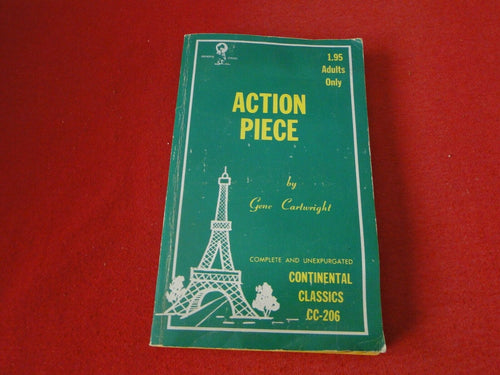 1.95
Adults
Only
ACTION
PIECE
by
Gene Cartwright
COMPLETE AND UNEXPURGATED
CONTINENTAL
CLASSICS
CC-206